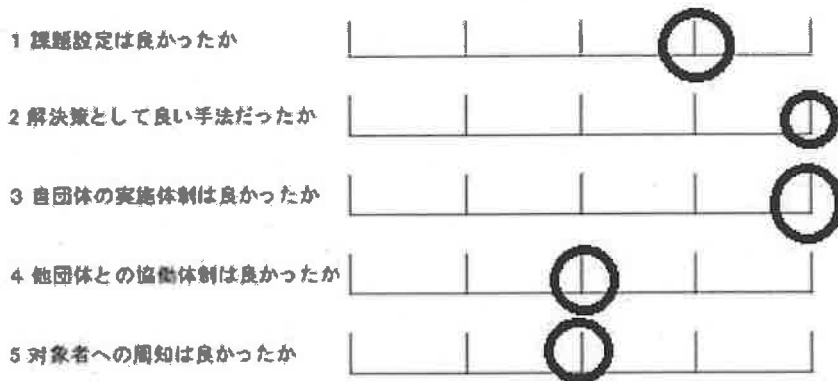 1 課題設定は良かったか
2 解決策として良い手法だったか
3 自団体の実施体制は良かったか
4 他団体との協働体制は良かったか
5 対象者への周知は良かったか